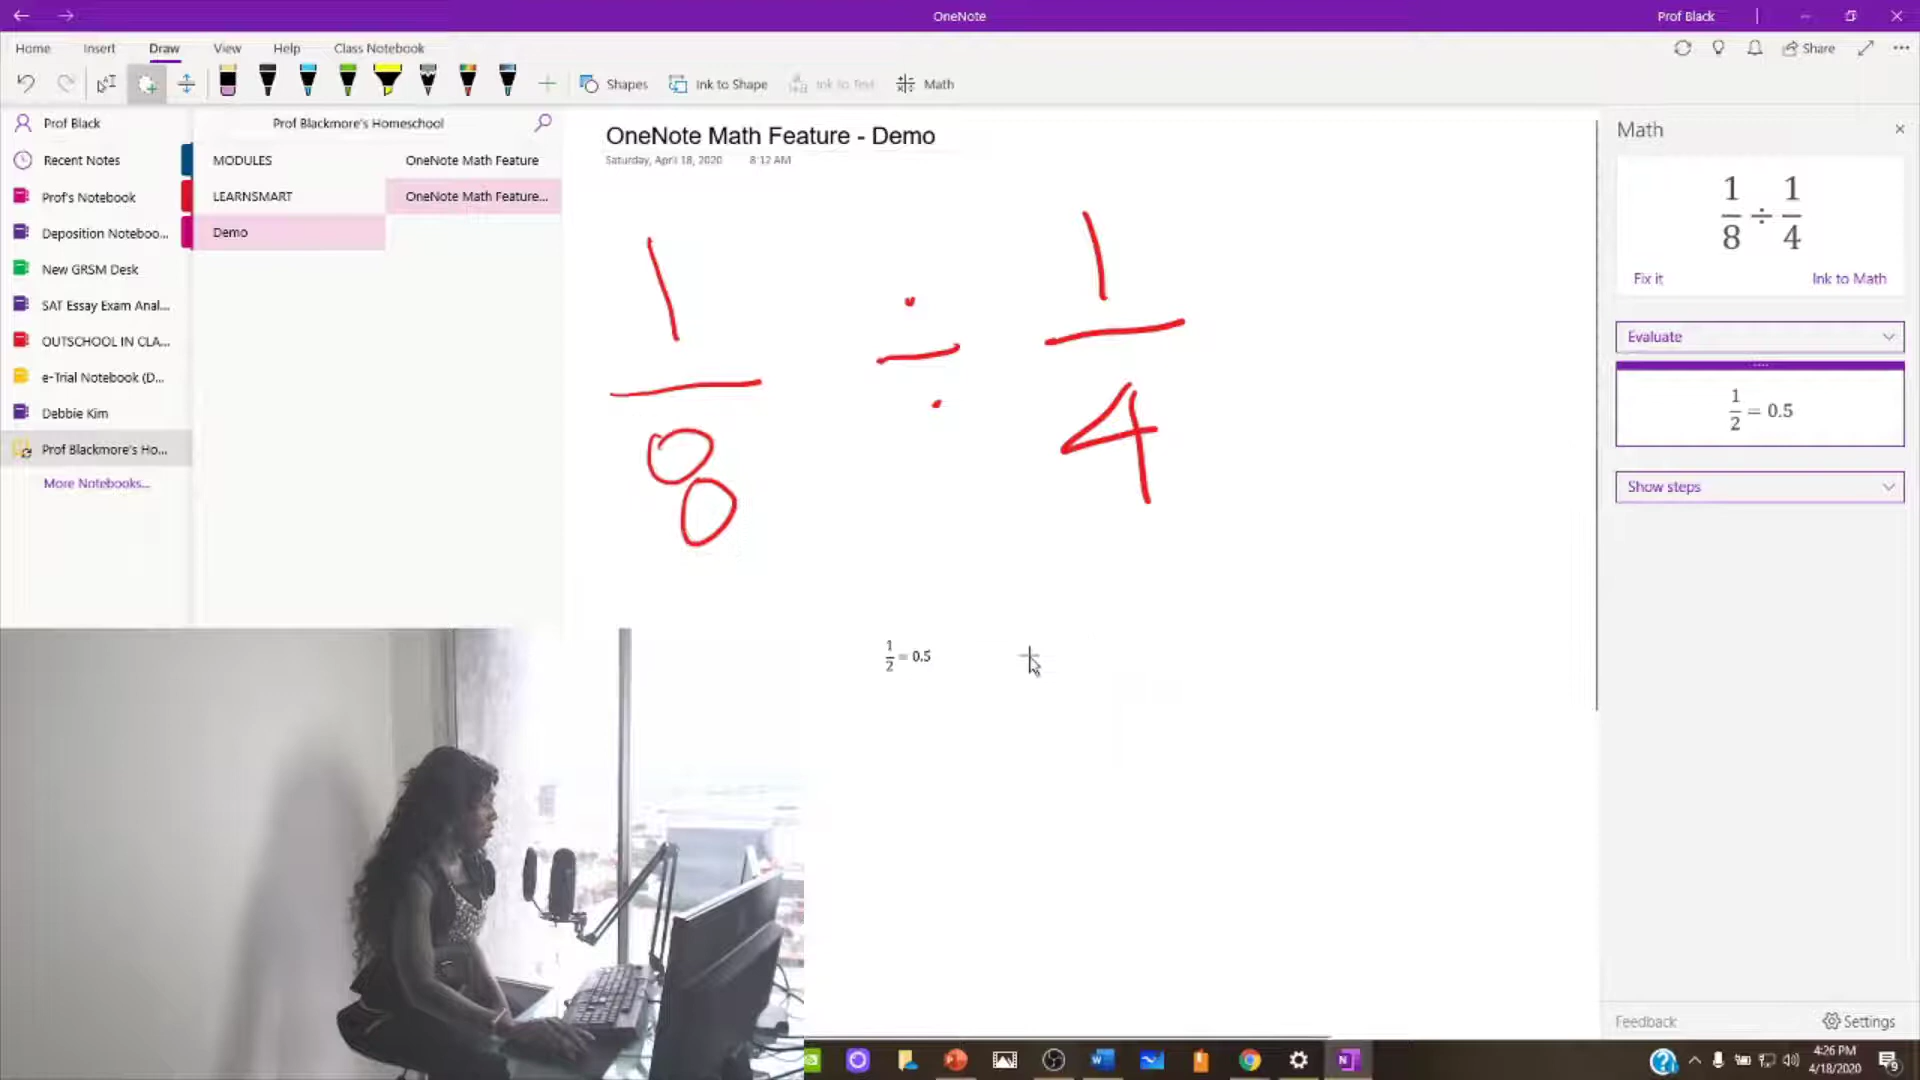 OneNote
Prof Black
Home Insert Draw View Help Class Notebook
Share
Shapes Ink to Shape Ink to Text Math
Prof Black
Recent Notes
Prof's Notebook
Deposition Noteboo...
New GRSM Desk
SAT Essay Exam Anal...
OUTSCHOOL IN CLA...
e-Trial Notebook (D...
Debbie Kim
Prof Blackmore's Ho...
More Notebooks...
Prof Blackmore's Homeschool
MODULES
LEARNSMART
Demo
OneNote Math Feature
OneNote Math Feature...
OneNote Math Feature - Demo
Saturday, April 18, 2020 8:12 AM
1/8 ÷ 1/4
1/2 = 0.5
Math
1/8 ÷ 1/4
Fix it Ink to Math
Evaluate
1/2 = 0.5
Show steps
Feedback Settings
4:26 PM
4/18/2020